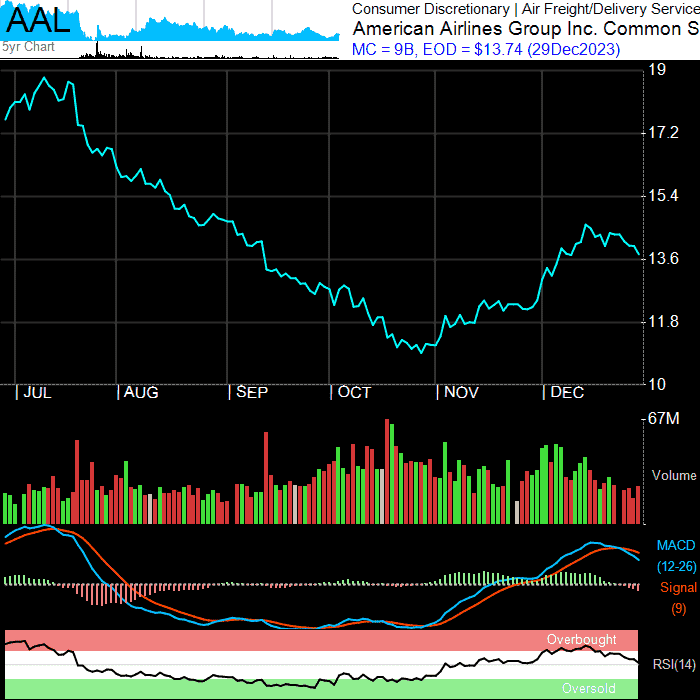 AAL
5yr Chart
Consumer Discretionary | Air Freight/Delivery Service
American Airlines Group Inc. Common S
MC = 9B, EOD = $13.74 (29Dec2023)
19
17.2
15.4
13.6
11.8
10
JUL AUG SEP OCT NOV DEC
67M
Volume
MACD
(12-26)
Signal
(9)
Overbought
RSI(14)
Oversold